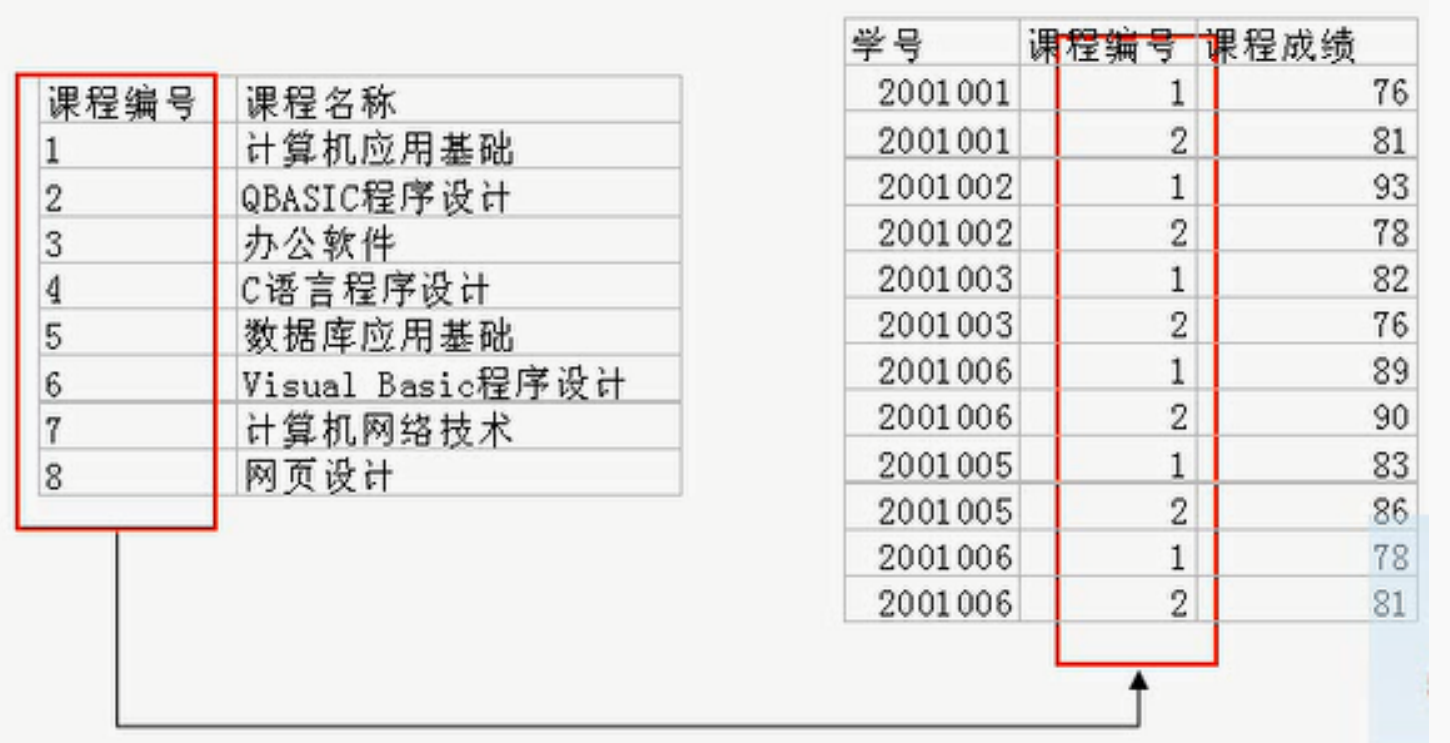 课程编号 课程名称
1 计算机应用基础
2 QBASIC程序设计
3 办公软件
4 C语言程序设计
5 数据库应用基础
6 Visual Basic程序设计
7 计算机网络技术
8 网页设计
学号 课程编号 课程成绩
2001001 1 76
2001001 2 81
2001002 1 93
2001002 2 78
2001003 1 82
2001003 2 76
2001006 1 89
2001006 2 90
2001005 1 83
2001005 2 86
2001006 1 78
2001006 2 81